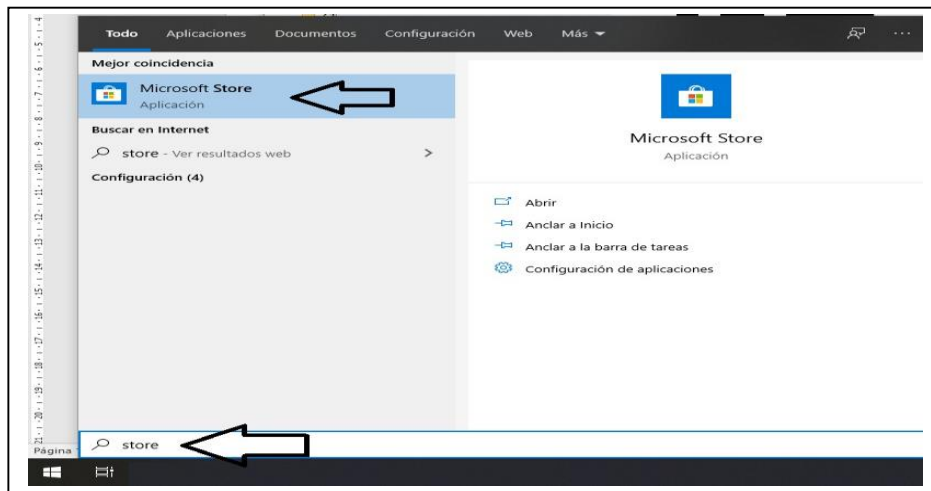 Todo Aplicaciones Documentos Configuración Web Más
Mejor coincidencia
Microsoft Store
Aplicación
Buscar en Internet
store - Ver resultados web
Configuración (4)
Microsoft Store
Aplicación
Abrir
Anclar a Inicio
Anclar a la barra de tareas
Configuración de aplicaciones
store
Página